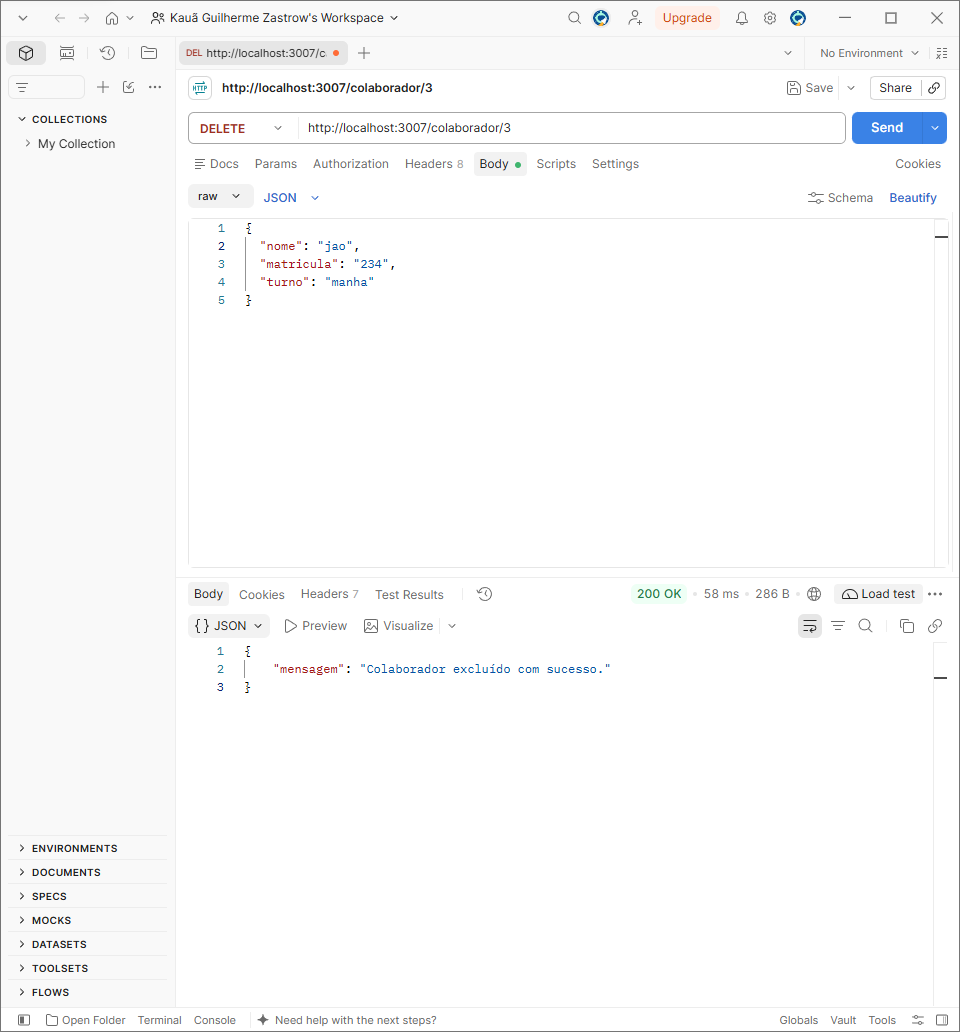 Kauã Guilherme Zastrow's Workspace
Upgrade
DEL http://localhost:3007/c
No Environment
HTTP http://localhost:3007/colaborador/3
Save
Share
DELETE http://localhost:3007/colaborador/3
Send
Docs Params Authorization Headers 8 Body Scripts Settings Cookies
raw JSON Schema Beautify
COLLECTIONS
My Collection
1 {
2 "nome": "jao",
3 "matricula": "234",
4 "turno": "manha"
5 }
Body Cookies Headers 7 Test Results 200 OK 58 ms 286 B Load test
{} JSON Preview Visualize
1 {
2 "mensagem": "Colaborador excluído com sucesso."
3 }
ENVIRONMENTS
DOCUMENTS
SPECS
MOCKS
DATASETS
TOOLSETS
FLOWS
Open Folder Terminal Console Need help with the next steps? Globals Vault Tools